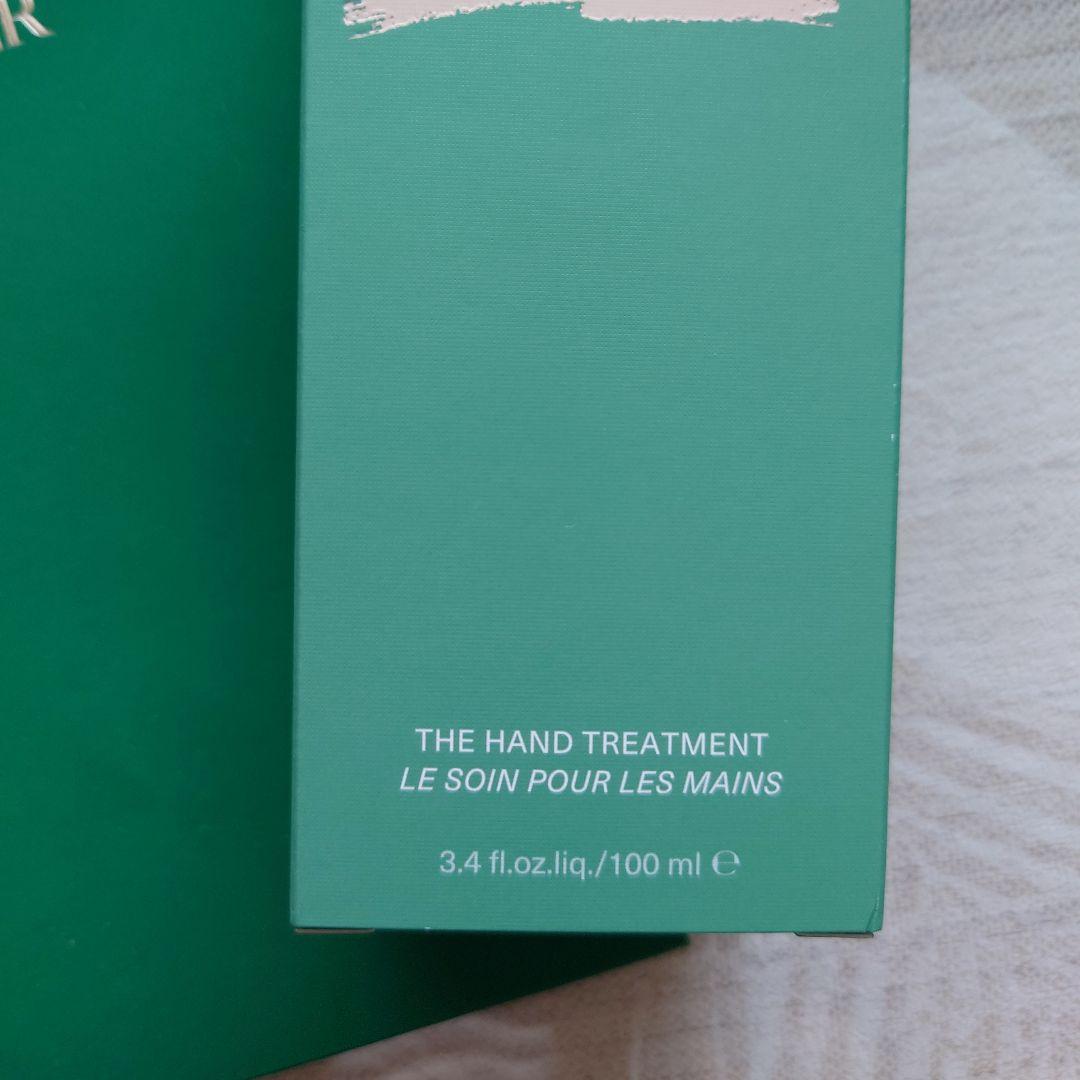 THE HAND TREATMENT
LE SOIN POUR LES MAINS
3.4 fl.oz.liq./100 ml ℮